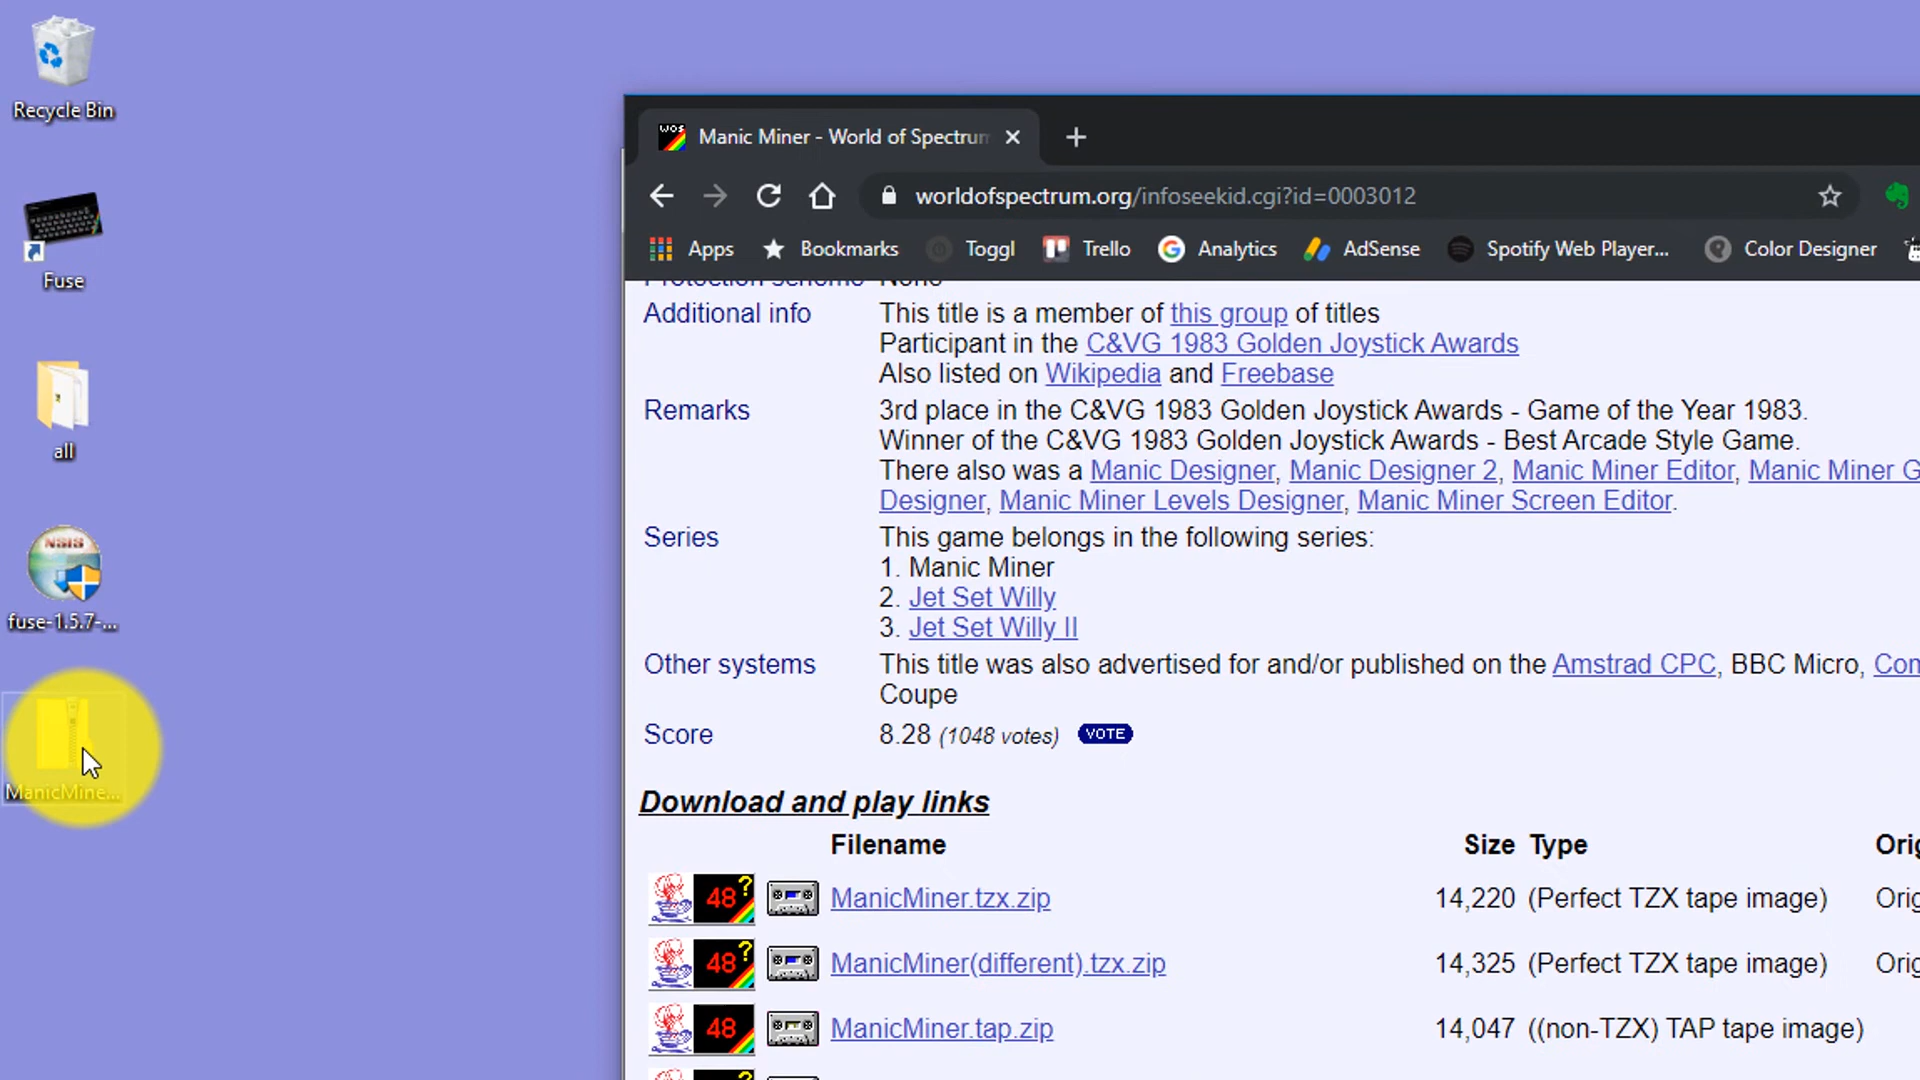 Recycle Bin
Fuse
all
NSIS
fuse-1.5.7-...
ManicMine...
WOS
Manic Miner - World of Spectrum
worldofspectrum.org/infoseekid.cgi?id=0003012
Apps
Bookmarks
Toggl
Trello
Analytics
AdSense
Spotify Web Player...
Color Designer
Protection scheme None
Additional info
This title is a member of this group of titles
Participant in the C&VG 1983 Golden Joystick Awards
Also listed on Wikipedia and Freebase
Remarks
3rd place in the C&VG 1983 Golden Joystick Awards - Game of the Year 1983.
Winner of the C&VG 1983 Golden Joystick Awards - Best Arcade Style Game.
There also was a Manic Designer, Manic Designer 2, Manic Miner Editor, Manic Miner G
Designer, Manic Miner Levels Designer, Manic Miner Screen Editor.
Series
This game belongs in the following series:
1. Manic Miner
2. Jet Set Willy
3. Jet Set Willy II
Other systems
This title was also advertised for and/or published on the Amstrad CPC, BBC Micro, Com
Coupe
Score
8.28 (1048 votes) VOTE
Download and play links
Filename Size Type Orig
48? ManicMiner.tzx.zip 14,220 (Perfect TZX tape image) Orig
48? ManicMiner(different).tzx.zip 14,325 (Perfect TZX tape image) Orig
48 ManicMiner.tap.zip 14,047 ((non-TZX) TAP tape image)